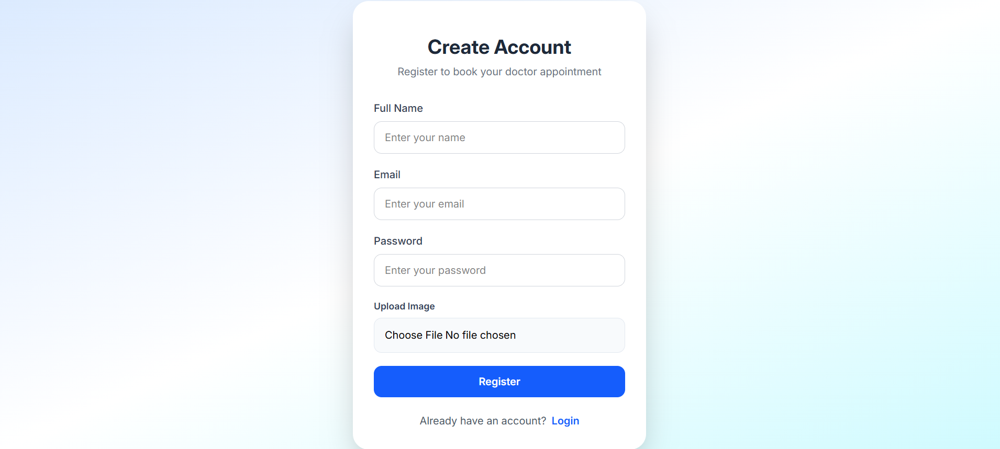 Create Account
Register to book your doctor appointment
Full Name
Enter your name
Email
Enter your email
Password
Enter your password
Upload Image
Choose File No file chosen
Register
Already have an account? Login